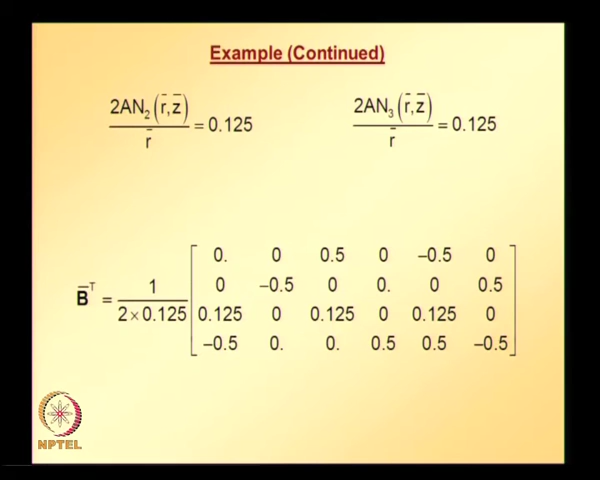 Example (Continued)
2AN₂(r̄,z̄)/r̄ = 0.125    2AN₃(r̄,z̄)/r̄ = 0.125
B̄ᵀ = 1/(2×0.125)
0. 0 0.5 0 −0.5 0
0 −0.5 0 0. 0 0.5
0.125 0 0.125 0 0.125 0
−0.5 0. 0. 0.5 0.5 −0.5
NPTEL